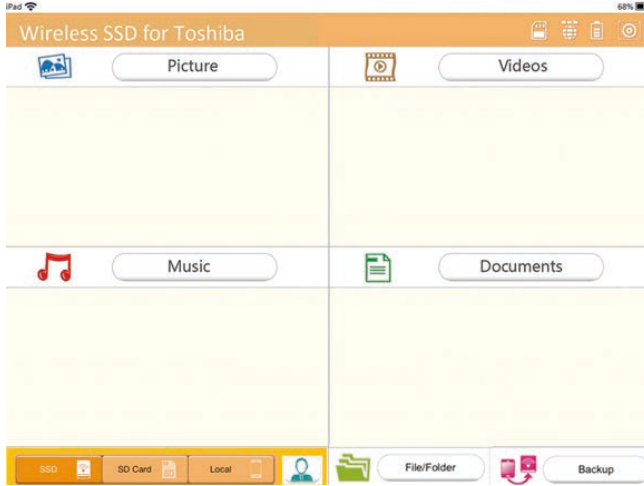 iPad 68%
Wireless SSD for Toshiba
Picture Videos
Music Documents
SSD SD Card Local File/Folder Backup